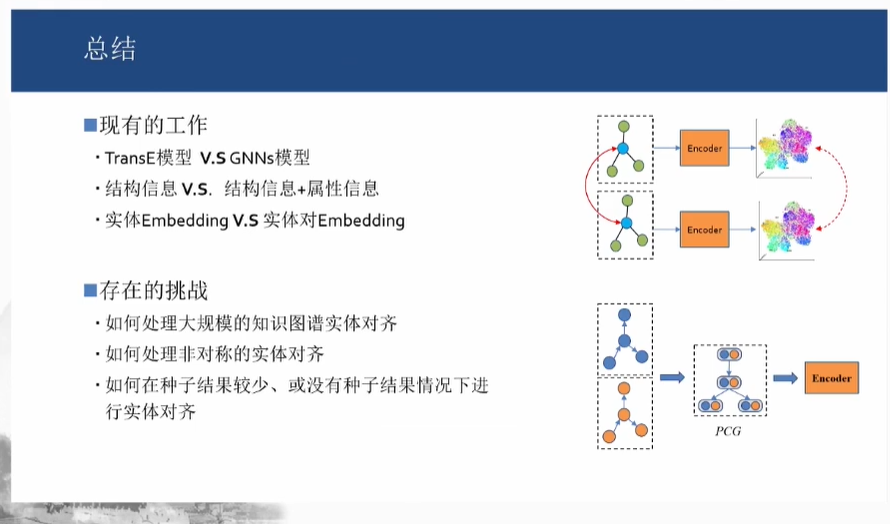 总结
■现有的工作
·TransE模型 V.S GNNs模型
·结构信息 V.S. 结构信息+属性信息
·实体Embedding V.S 实体对Embedding
■存在的挑战
·如何处理大规模的知识图谱实体对齐
·如何处理非对称的实体对齐
·如何在种子结果较少、或没有种子结果情况下进
行实体对齐
Encoder
Encoder
Encoder
PCG